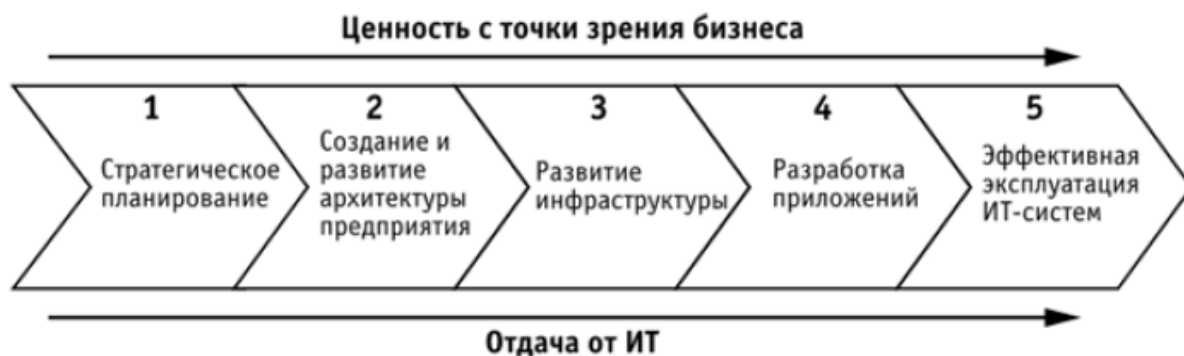 Ценность с точки зрения бизнеса
1
Стратегическое
планирование
2
Создание и
развитие
архитектуры
предприятия
3
Развитие
инфраструктуры
4
Разработка
приложений
5
Эффективная
эксплуатация
ИТ-систем
Отдача от ИТ